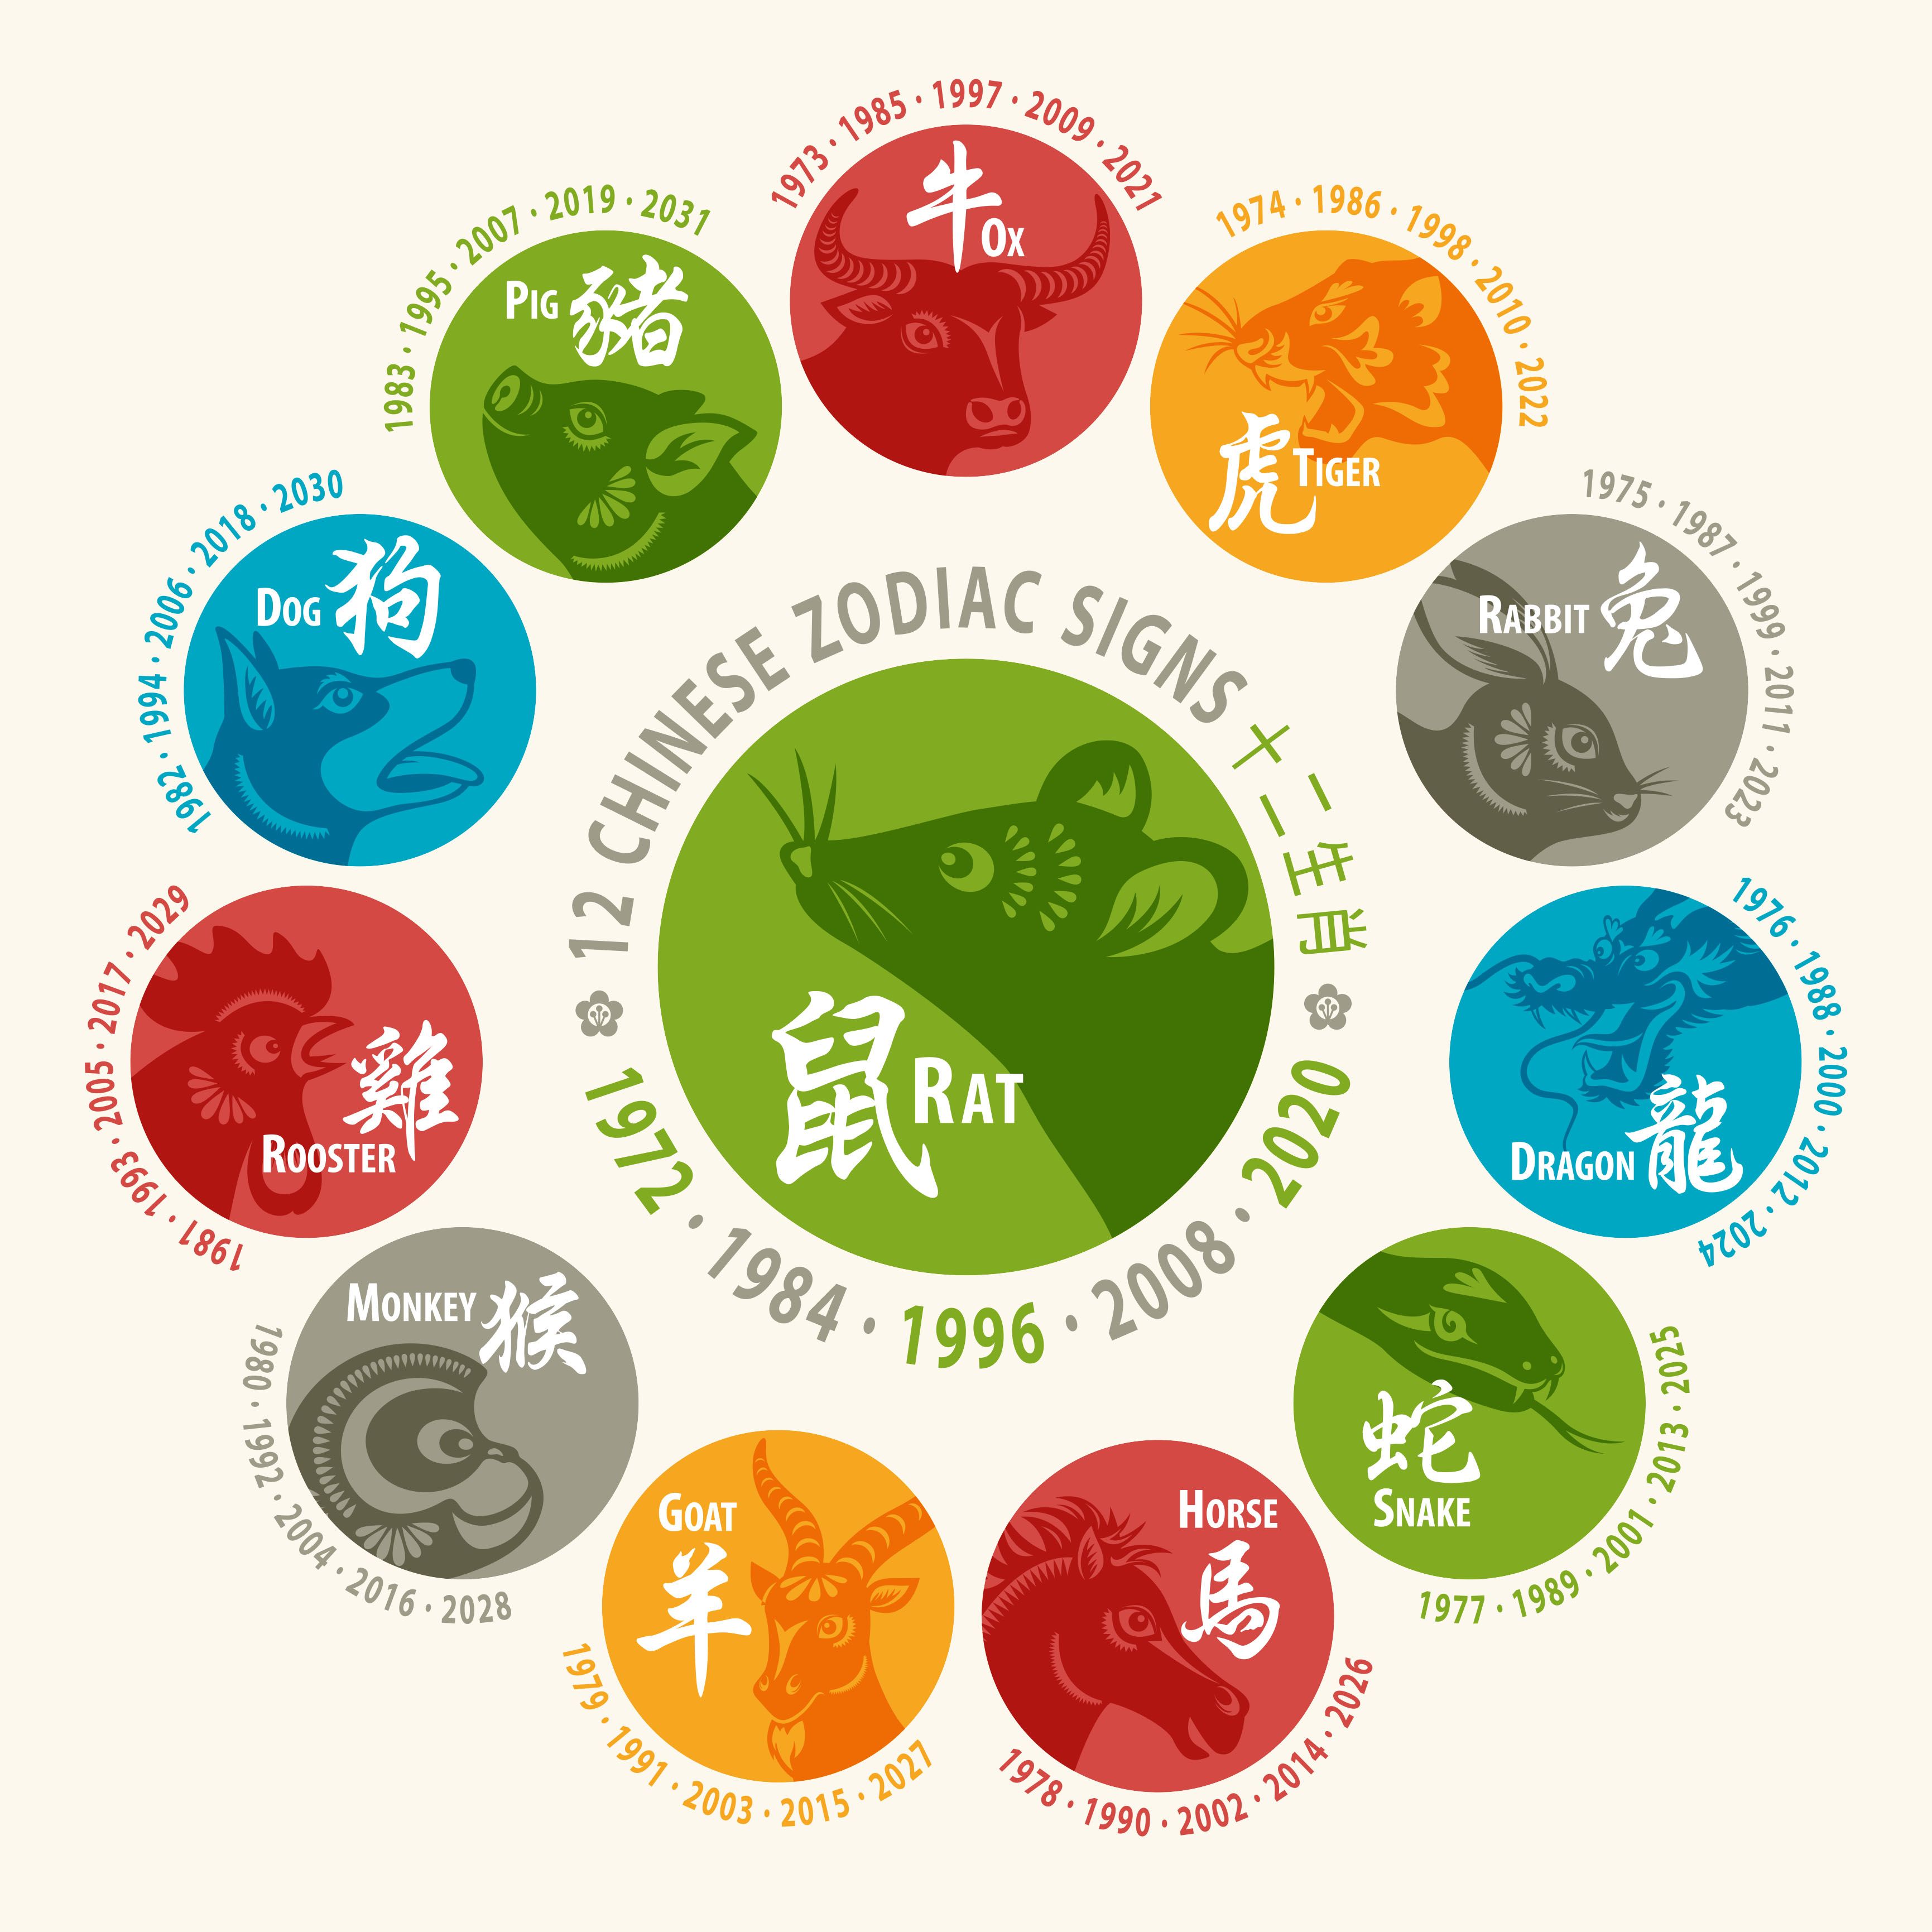 12 CHINESE ZODIAC SIGNS 十二生肖
鼠 RAT
1972 · 1984 · 1996 · 2008 · 2020
1973 · 1985 · 1997 · 2009 · 2021
牛 OX
1974 · 1986 · 1998 · 2010 · 2022
虎 TIGER
1975 · 1987 · 1999 · 2011 · 2023
RABBIT 兔
1976 · 1988 · 2000 · 2012 · 2024
DRAGON 龍
蛇
SNAKE
1977 · 1989 · 2001 · 2013 · 2025
HORSE
馬
1978 · 1990 · 2002 · 2014 · 2026
GOAT
羊
1979 · 1991 · 2003 · 2015 · 2027
MONKEY 猴
1980 · 1992 · 2004 · 2016 · 2028
雞
ROOSTER
1981 · 1993 · 2005 · 2017 · 2029
DOG 狗
1982 · 1994 · 2006 · 2018 · 2030
PIG 豬
1983 · 1995 · 2007 · 2019 · 2031